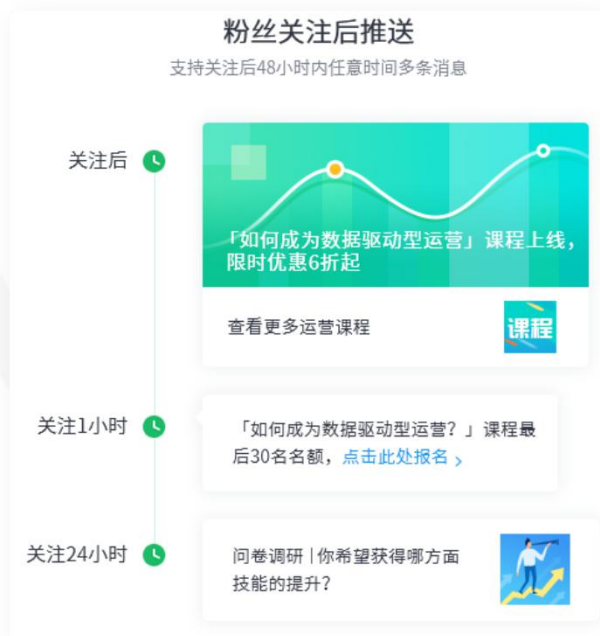 粉丝关注后推送
支持关注后48小时内任意时间多条消息
关注后
「如何成为数据驱动型运营」课程上线，
限时优惠6折起
查看更多运营课程
课程
关注1小时
「如何成为数据驱动型运营？」课程最
后30名名额，点击此处报名 >
关注24小时
问卷调研 | 你希望获得哪方面
技能的提升？